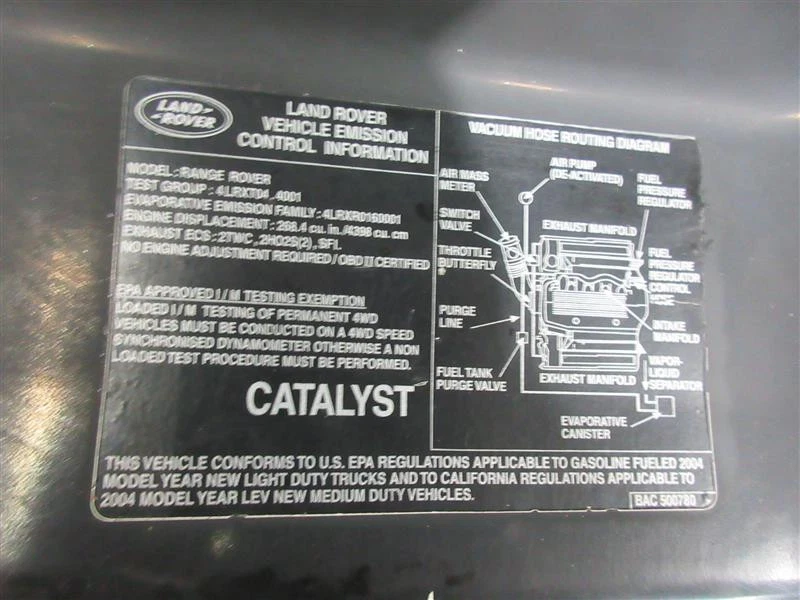 LAND-
-ROVER
LAND ROVER
VEHICLE EMISSION
CONTROL INFORMATION
MODEL: RANGE ROVER
TEST GROUP: 4LRXT04.4001
EVAPORATIVE EMISSION FAMILY: 4LRXR0160001
ENGINE DISPLACEMENT: 268.4 cu. in./4398 cu. cm
EXHAUST ECS: 2TWC, 2HO2S(2), SFI.
NO ENGINE ADJUSTMENT REQUIRED/OBD II CERTIFIED
EPA APPROVED I/M TESTING EXEMPTION
LOADED I/M TESTING OF PERMANENT 4WD
VEHICLES MUST BE CONDUCTED ON A 4WD SPEED
SYNCHRONISED DYNAMOMETER OTHERWISE A NON
LOADED TEST PROCEDURE MUST BE PERFORMED.
CATALYST
VACUUM HOSE ROUTING DIAGRAM
AIR PUMP
(DE-ACTIVATED)
AIR MASS
METER
FUEL
PRESSURE
REGULATOR
SWITCH
VALVE
EXHAUST MANIFOLD
THROTTLE
BUTTERFLY
FUEL
PRESSURE
REGULATOR
CONTROL
HOSE
PURGE
LINE
INTAKE
MANIFOLD
FUEL TANK
PURGE VALVE
EXHAUST MANIFOLD
VAPOR-
LIQUID
SEPARATOR
EVAPORATIVE
CANISTER
THIS VEHICLE CONFORMS TO U.S. EPA REGULATIONS APPLICABLE TO GASOLINE FUELED 2004
MODEL YEAR NEW LIGHT DUTY TRUCKS AND TO CALIFORNIA REGULATIONS APPLICABLE TO
2004 MODEL YEAR LEV NEW MEDIUM DUTY VEHICLES.
BAC 500780